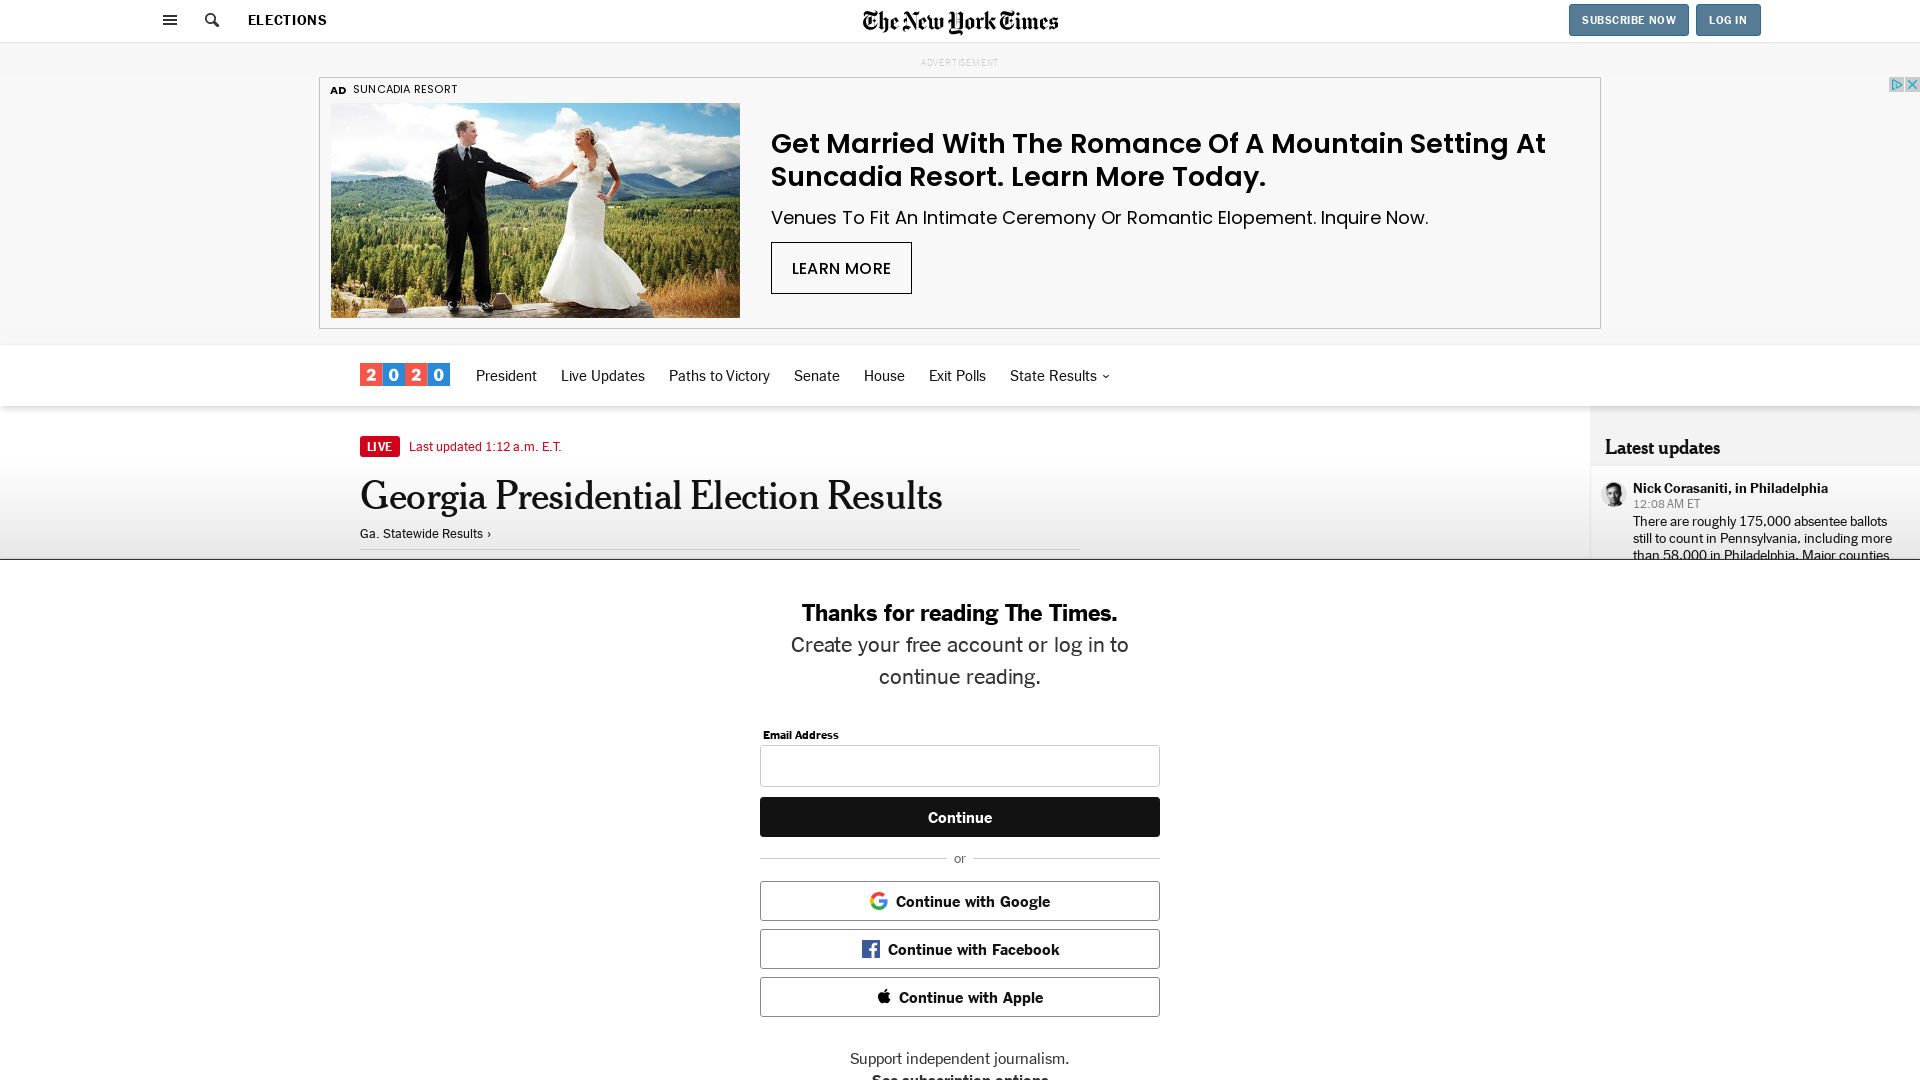 ELECTIONS
The New York Times
SUBSCRIBE NOW
LOG IN
ADVERTISEMENT
AD SUNCADIA RESORT
Get Married With The Romance Of A Mountain Setting At
Suncadia Resort. Learn More Today.
Venues To Fit An Intimate Ceremony Or Romantic Elopement. Inquire Now.
LEARN MORE
2020
President
Live Updates
Paths to Victory
Senate
House
Exit Polls
State Results
LIVE Last updated 1:12 a.m. E.T.
Georgia Presidential Election Results
Ga. Statewide Results ›
Latest updates
Nick Corasaniti, in Philadelphia
12:08 AM ET
There are roughly 175,000 absentee ballots
still to count in Pennsylvania, including more
than 58,000 in Philadelphia. Major counties
Thanks for reading The Times.
Create your free account or log in to
continue reading.
Email Address
Continue
or
Continue with Google
Continue with Facebook
Continue with Apple
Support independent journalism.
See subscription options